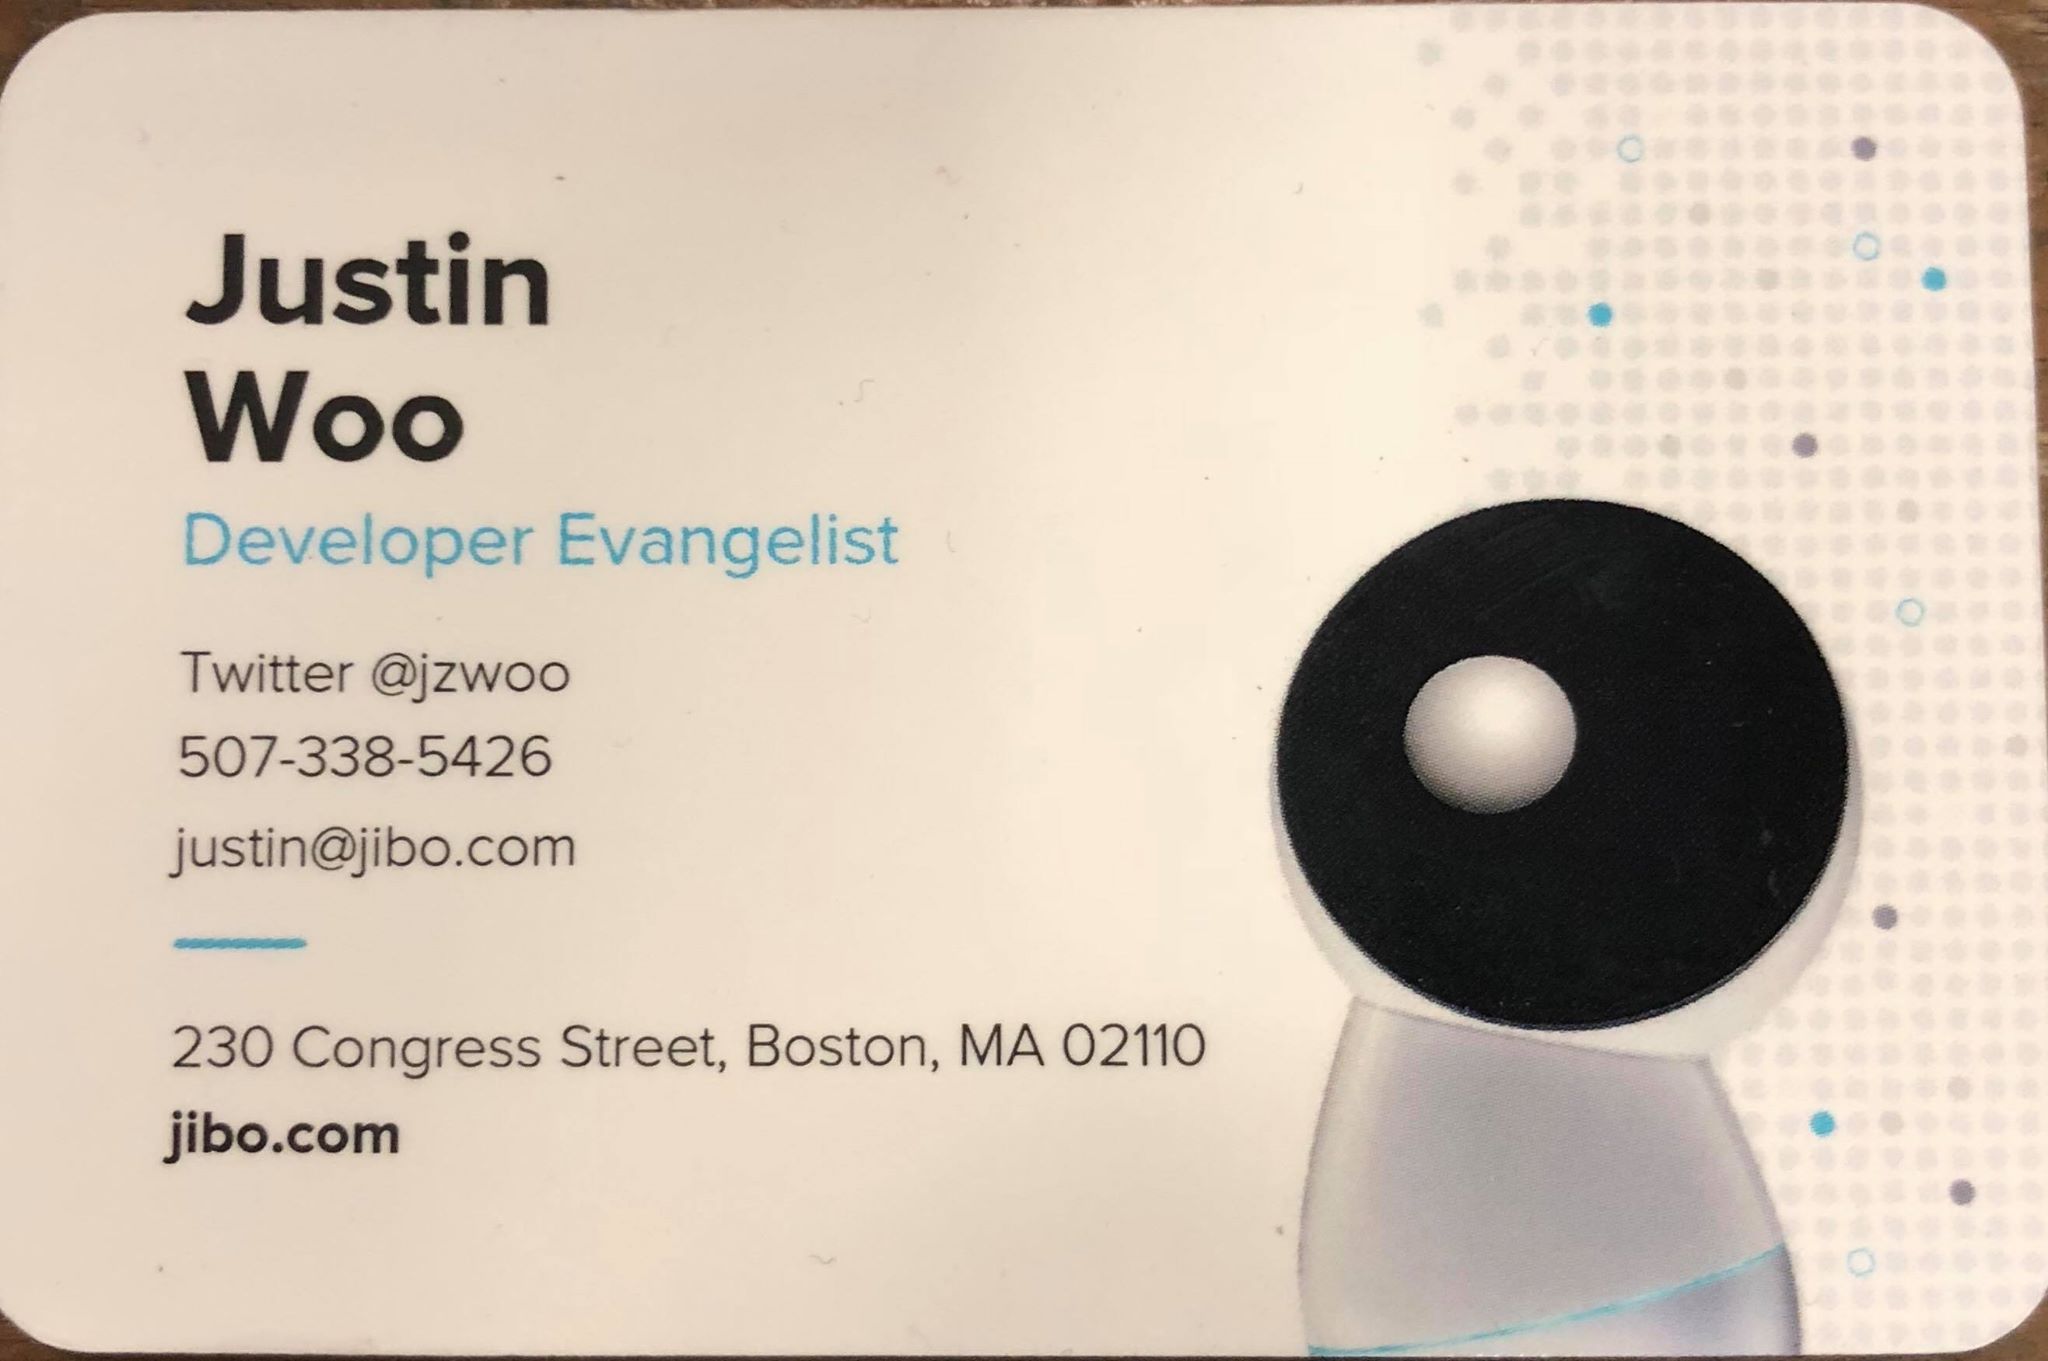 Justin
Woo
Developer Evangelist
Twitter @jzwoo
507-338-5426
justin@jibo.com
230 Congress Street, Boston, MA 02110
jibo.com